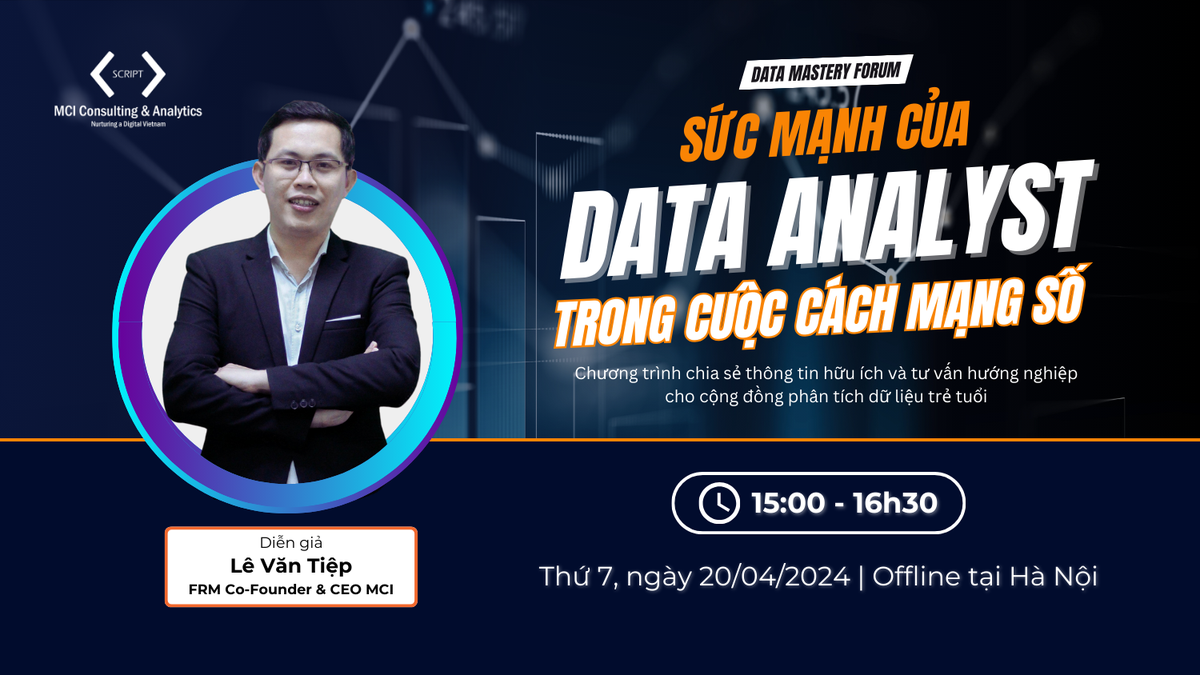 SCRIPT
MCI Consulting & Analytics
Nurturing a Digital Vietnam
DATA MASTERY FORUM
SỨC MẠNH CỦA
DATA ANALYST
TRONG CUỘC CÁCH MẠNG SỐ
Chương trình chia sẻ thông tin hữu ích và tư vấn hướng nghiệp
cho cộng đồng phân tích dữ liệu trẻ tuổi
15:00 - 16h30
Thứ 7, ngày 20/04/2024 | Offline tại Hà Nội
Diễn giả
Lê Văn Tiệp
FRM Co-Founder & CEO MCI